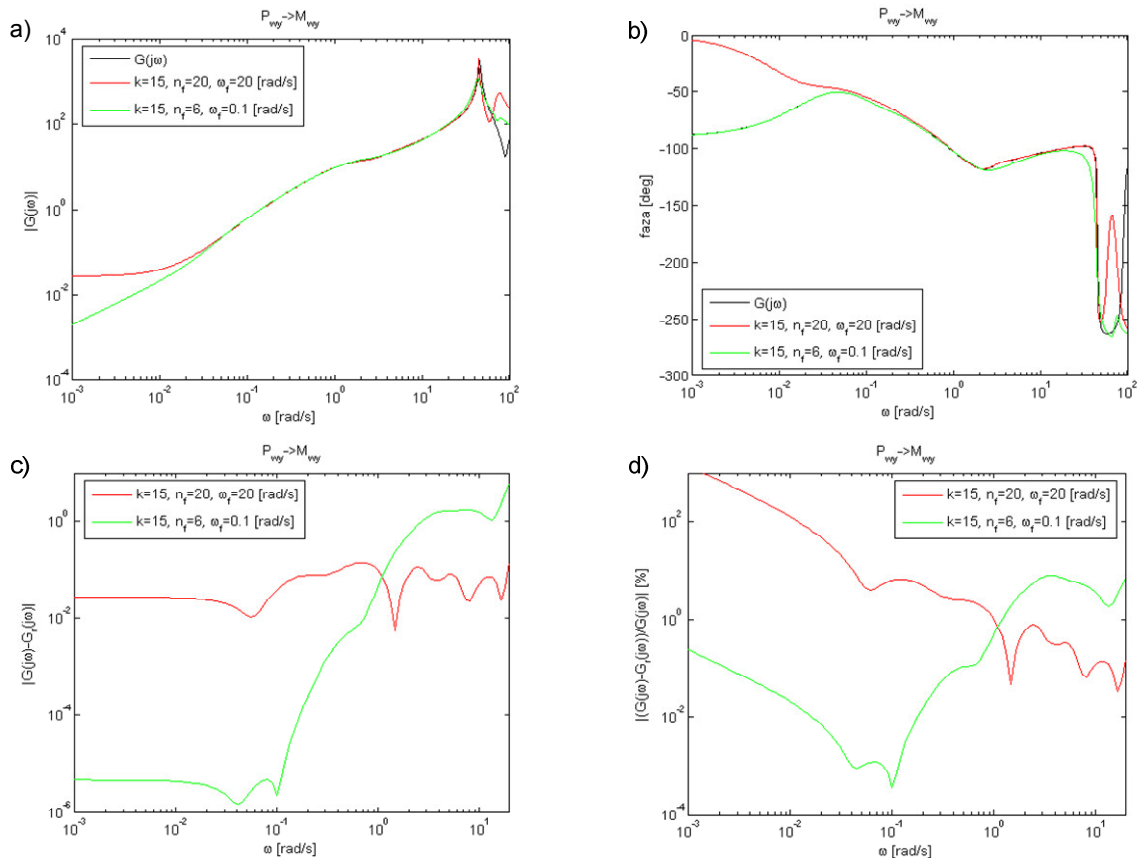 a)
P_wy->M_wy
10^4
10^2
10^0
10^-2
10^-4
|G(jω)|
G(jω)
k=15, n_f=20, ω_f=20 [rad/s]
k=15, n_f=6, ω_f=0.1 [rad/s]
10^-3
10^-2
10^-1
10^0
10^1
10^2
ω [rad/s]
b)
P_wy->M_wy
0
-50
-100
-150
-200
-250
-300
faza [deg]
G(jω)
k=15, n_f=20, ω_f=20 [rad/s]
k=15, n_f=6, ω_f=0.1 [rad/s]
10^-3
10^-2
10^-1
10^0
10^1
10^2
ω [rad/s]
c)
P_wy->M_wy
10^0
10^-2
10^-4
10^-6
|G(jω)-G_r(jω)|
k=15, n_f=20, ω_f=20 [rad/s]
k=15, n_f=6, ω_f=0.1 [rad/s]
10^-3
10^-2
10^-1
10^0
10^1
ω [rad/s]
d)
P_wy->M_wy
10^2
10^0
10^-2
10^-4
|(G(jω)-G_r(jω))/G(jω)| [%]
k=15, n_f=20, ω_f=20 [rad/s]
k=15, n_f=6, ω_f=0.1 [rad/s]
10^-3
10^-2
10^-1
10^0
10^1
ω [rad/s]